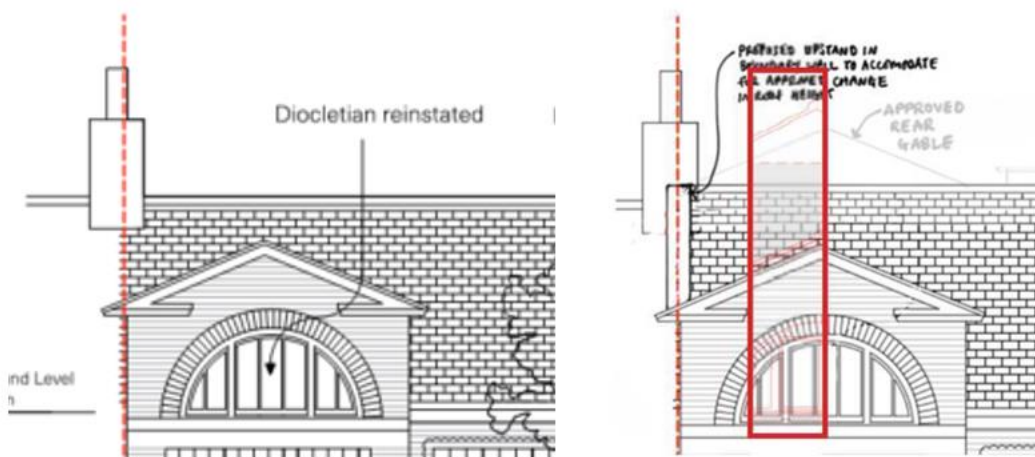 Diocletian reinstated
nd Level
PROPOSED UPSTAND IN
BOUNDARY WALL TO ACCOMODATE
FOR APPROVED CHANGE
IN ROOF HEIGHT
APPROVED
REAR
GABLE